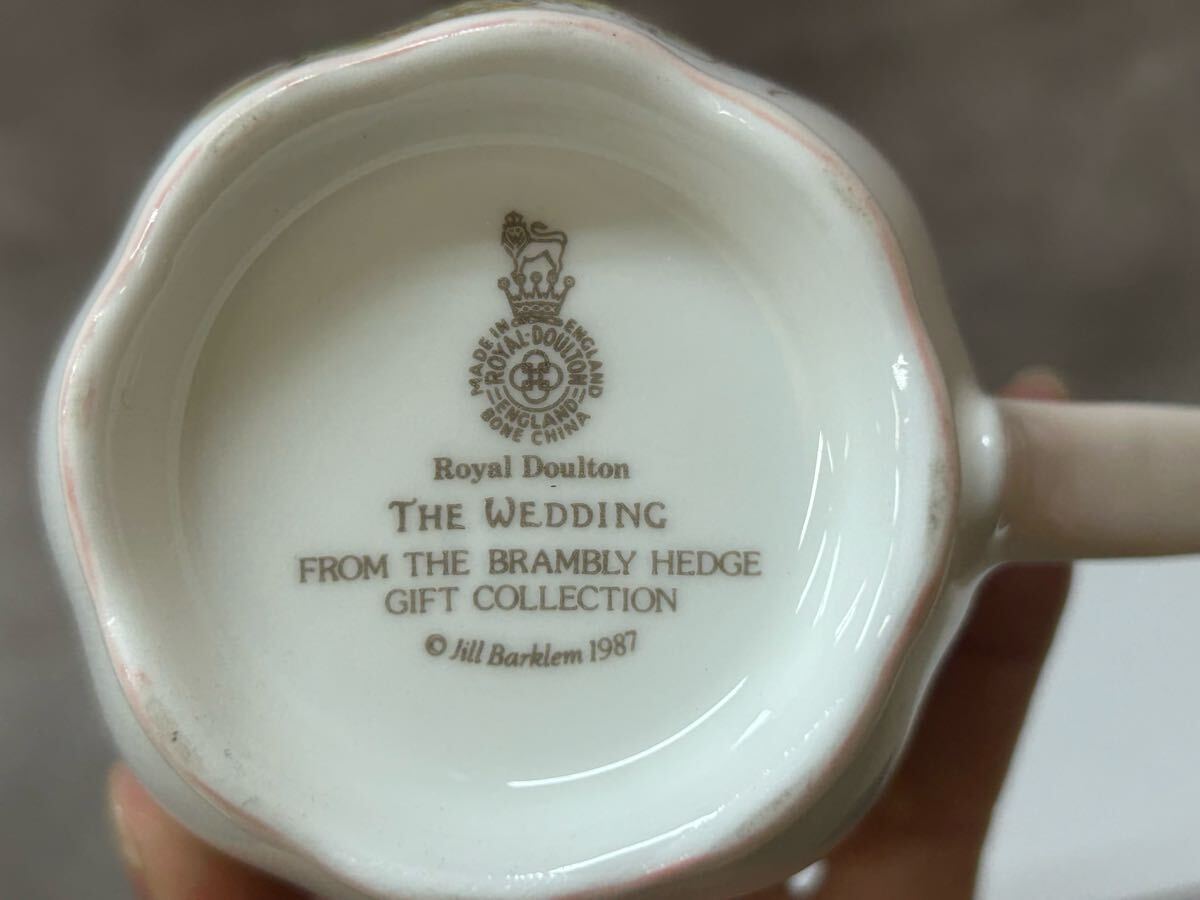 MADE IN ENGLAND
ROYAL·DOULTON
ENGLAND
BONE CHINA
Royal Doulton
THE WEDDING
FROM THE BRAMBLY HEDGE
GIFT COLLECTION
© Jill Barklem 1987